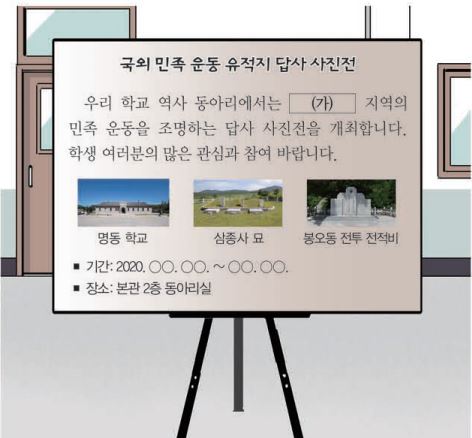 국외 민족 운동 유적지 답사 사진전
우리 학교 역사 동아리에서는 (가) 지역의
민족 운동을 조명하는 답사 사진전을 개최합니다.
학생 여러분의 많은 관심과 참여 바랍니다.
명동 학교 삼종사 묘 봉오동 전투 전적비
■ 기간: 2020. ○○. ○○. ~ ○○. ○○.
■ 장소: 본관 2층 동아리실